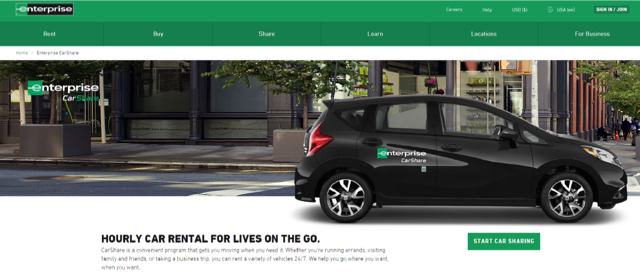 enterprise
Careers Help USD ($) USA (en) SIGN IN / JOIN
Rent Buy Share Learn Locations For Business
Home / Enterprise CarShare
enterprise
CarShare
enterprise
CarShare
HOURLY CAR RENTAL FOR LIVES ON THE GO.
CarShare is a convenient program that gets you moving when you need it. Whether you're running errands, visiting
family and friends, or taking a business trip, you can rent a variety of vehicles 24/7. We help you go where you want,
when you want.
START CAR SHARING